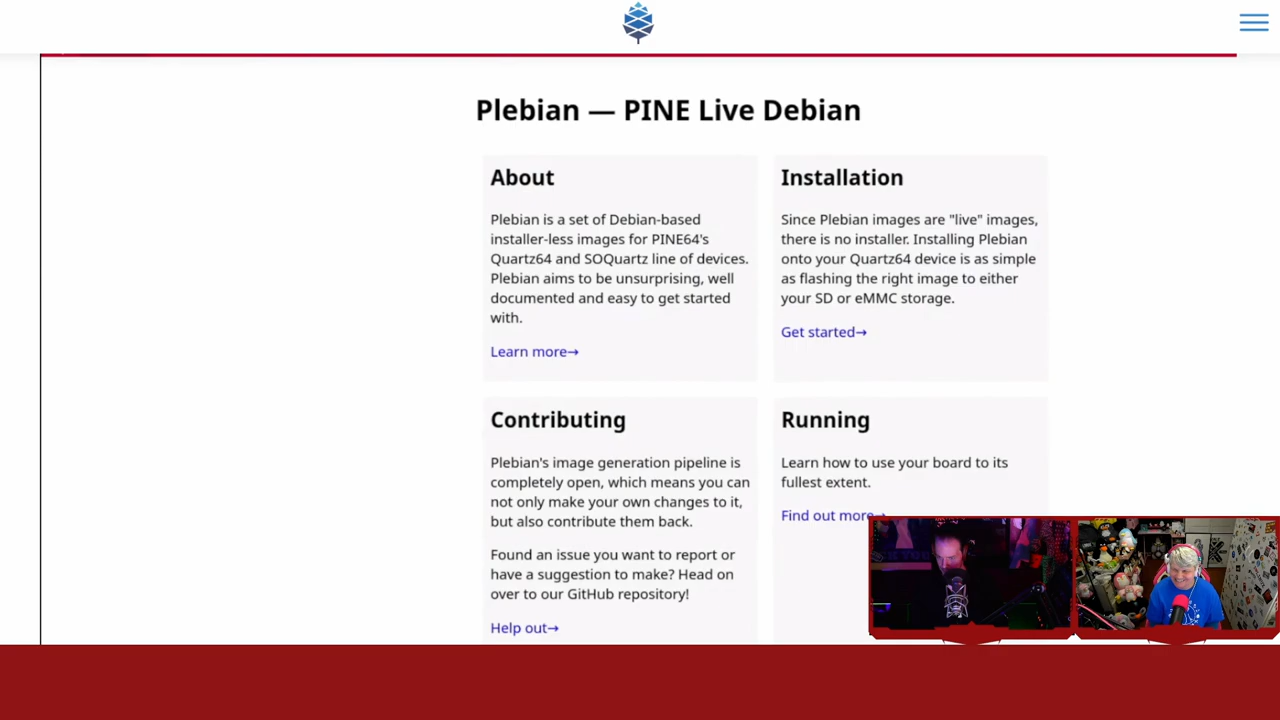 Plebian — PINE Live Debian
About
Plebian is a set of Debian-based
installer-less images for PINE64's
Quartz64 and SOQuartz line of devices.
Plebian aims to be unsurprising, well
documented and easy to get started
with.
Learn more→
Installation
Since Plebian images are "live" images,
there is no installer. Installing Plebian
onto your Quartz64 device is as simple
as flashing the right image to either
your SD or eMMC storage.
Get started→
Contributing
Plebian's image generation pipeline is
completely open, which means you can
not only make your own changes to it,
but also contribute them back.
Found an issue you want to report or
have a suggestion to make? Head on
over to our GitHub repository!
Help out→
Running
Learn how to use your board to its
fullest extent.
Find out more→